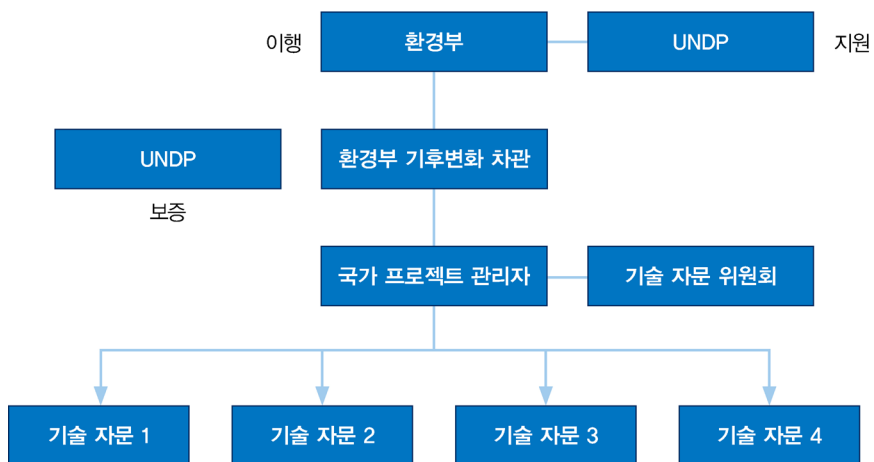 이행
환경부
UNDP
지원
UNDP
환경부 기후변화 차관
보증
국가 프로젝트 관리자
기술 자문 위원회
기술 자문 1
기술 자문 2
기술 자문 3
기술 자문 4